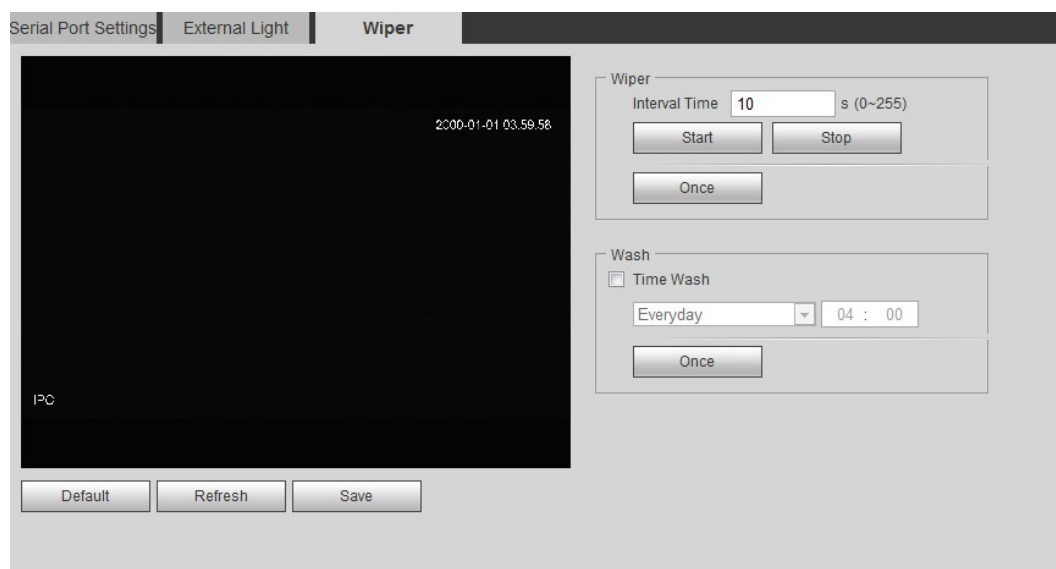 Serial Port Settings External Light Wiper
2000-01-01 03.59.58
IPC
Default Refresh Save
Wiper
Interval Time 10 s (0~255)
Start Stop
Once
Wash
Time Wash
Everyday 04 : 00
Once